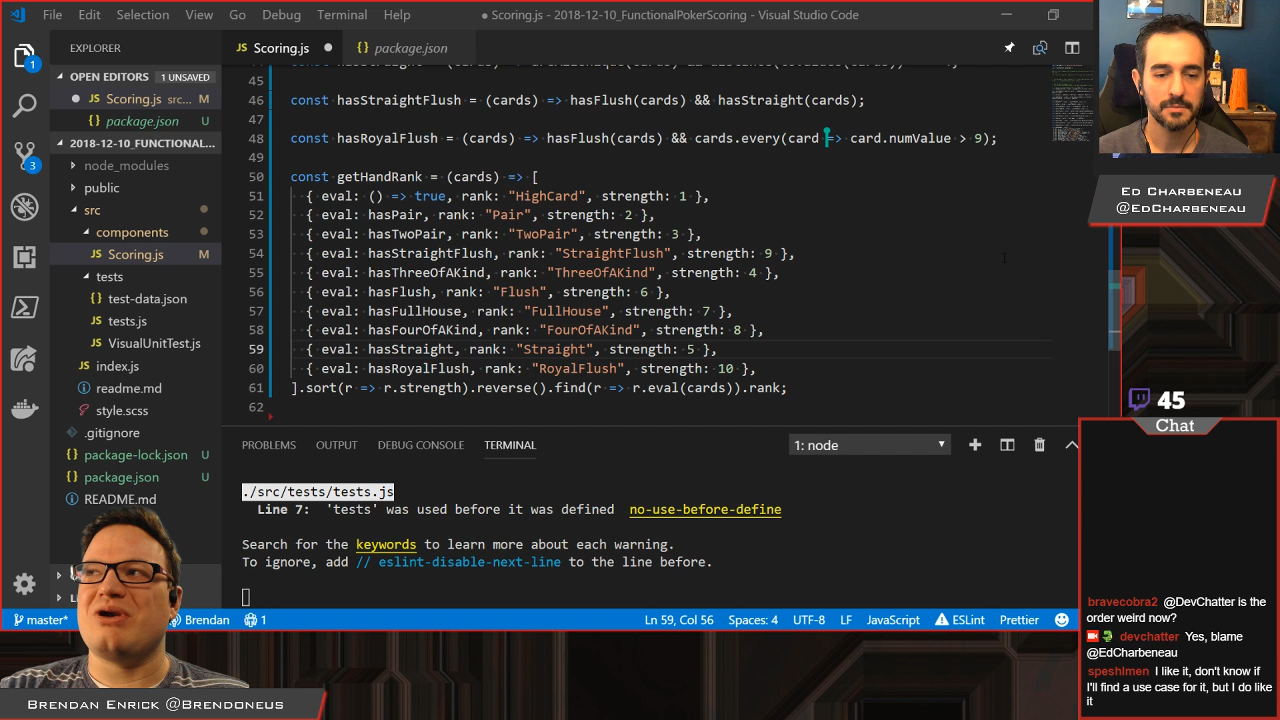 File Edit Selection View Go Debug Terminal Help
● Scoring.js - 2018-12-10_FunctionalPokerScoring - Visual Studio Code
EXPLORER
OPEN EDITORS 1 UNSAVED
● JS Scoring.js src... M
{} package.json U
2018-12-10_FUNCTIONAL...
node_modules
public
src
components
JS Scoring.js M
tests
test-data.json
JS tests.js
JS VisualUnitTest.js
JS index.js
readme.md
style.scss
.gitignore
{} package-lock.json U
{} package.json U
README.md
1
3
JS Scoring.js ●
{} package.json
45
46 const hasStraightFlush = (cards) => hasFlush(cards) && hasStraight(cards);
47
48 const hasRoyalFlush = (cards) => hasFlush(cards) && cards.every(card => card.numValue > 9);
49
50 const getHandRank = (cards) => [
51 { eval: () => true, rank: "HighCard", strength: 1 },
52 { eval: hasPair, rank: "Pair", strength: 2 },
53 { eval: hasTwoPair, rank: "TwoPair", strength: 3 },
54 { eval: hasStraightFlush, rank: "StraightFlush", strength: 9 },
55 { eval: hasThreeOfAKind, rank: "ThreeOfAKind", strength: 4 },
56 { eval: hasFlush, rank: "Flush", strength: 6 },
57 { eval: hasFullHouse, rank: "FullHouse", strength: 7 },
58 { eval: hasFourOfAKind, rank: "FourOfAKind", strength: 8 },
59 { eval: hasStraight, rank: "Straight", strength: 5 },
60 { eval: hasRoyalFlush, rank: "RoyalFlush", strength: 10 },
61 ].sort(r => r.strength).reverse().find(r => r.eval(cards)).rank;
62
PROBLEMS OUTPUT DEBUG CONSOLE TERMINAL
1: node
./src/tests/tests.js
Line 7: 'tests' was used before it was defined no-use-before-define
Search for the keywords to learn more about each warning.
To ignore, add // eslint-disable-next-line to the line before.
master* Brendan 1
Ln 59, Col 56 Spaces: 4 UTF-8 LF JavaScript ESLint Prettier
Ed Charbeneau
@EdCharbeneau
45
Chat
bravecobra2 @DevChatter is the
order weird now?
devchatter Yes, blame
@EdCharbeneau
speshlmen I like it, don't know if
I'll find a use case for it, but I do like
it
Brendan Enrick @Brendoneus